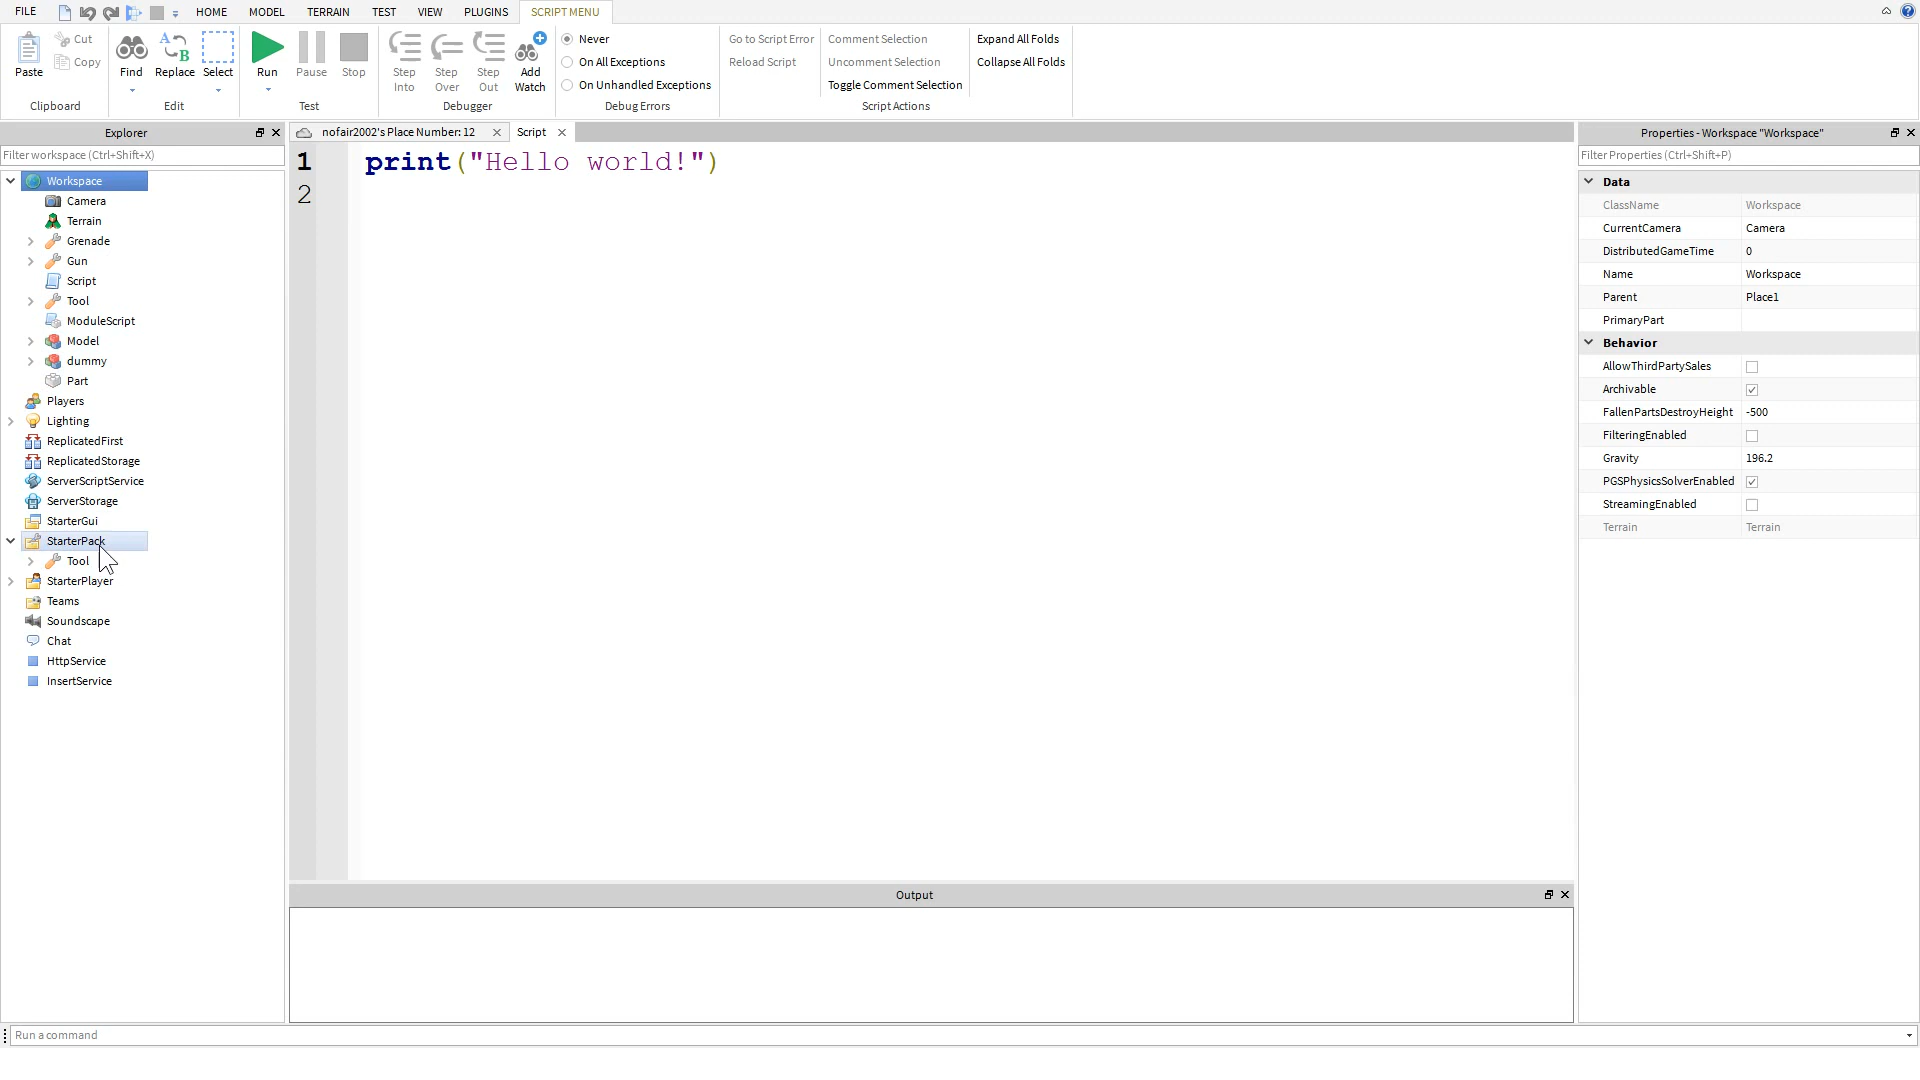 FILE HOME MODEL TERRAIN TEST VIEW PLUGINS SCRIPT MENU
Paste Cut Copy
Clipboard
Find Replace Select
Edit
Run Pause Stop
Test
Step Into Step Over Step Out Add Watch
Debugger
Never
On All Exceptions
On Unhandled Exceptions
Debug Errors
Go to Script Error
Reload Script
Comment Selection
Uncomment Selection
Toggle Comment Selection
Script Actions
Expand All Folds
Collapse All Folds
Explorer
Filter workspace (Ctrl+Shift+X)
Workspace
Camera
Terrain
Grenade
Gun
Script
Tool
ModuleScript
Model
dummy
Part
Players
Lighting
ReplicatedFirst
ReplicatedStorage
ServerScriptService
ServerStorage
StarterGui
StarterPack
Tool
StarterPlayer
Teams
Soundscape
Chat
HttpService
InsertService
nofair2002's Place Number: 12 Script
1 print("Hello world!")
2
Output
Properties - Workspace "Workspace"
Filter Properties (Ctrl+Shift+P)
Data
ClassName Workspace
CurrentCamera Camera
DistributedGameTime 0
Name Workspace
Parent Place1
PrimaryPart
Behavior
AllowThirdPartySales
Archivable
FallenPartsDestroyHeight -500
FilteringEnabled
Gravity 196.2
PGSPhysicsSolverEnabled
StreamingEnabled
Terrain Terrain
Run a command